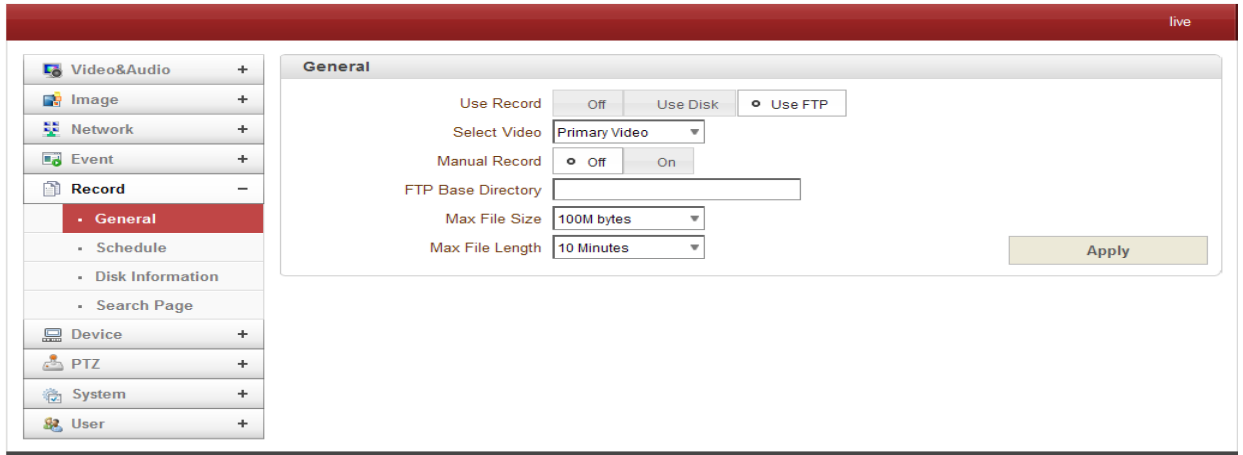 live
Video&Audio +
Image +
Network +
Event +
Record −
General
Schedule
Disk Information
Search Page
Device +
PTZ +
System +
User +
General
Use Record Off Use Disk Use FTP
Select Video Primary Video
Manual Record Off On
FTP Base Directory
Max File Size 100M bytes
Max File Length 10 Minutes
Apply